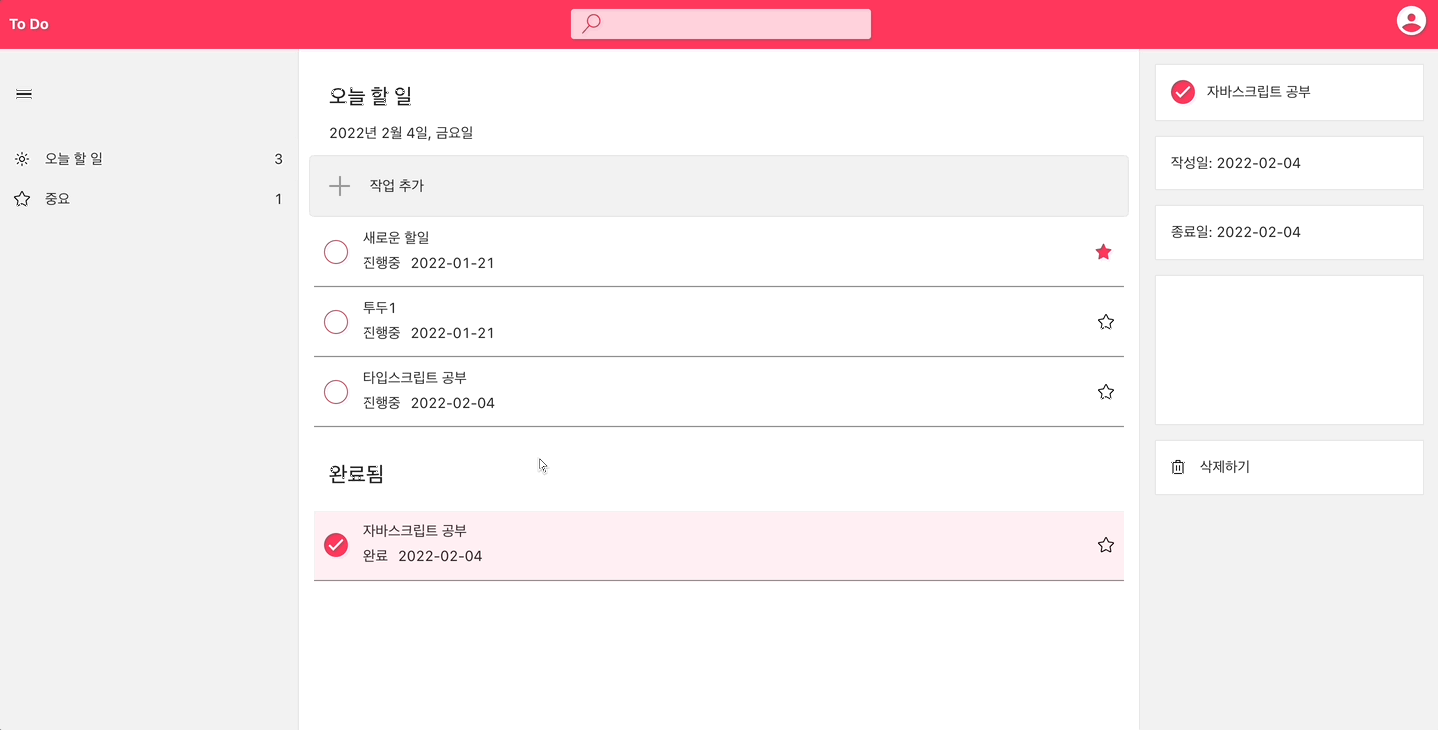 To Do
오늘 할 일 3
중요 1
오늘 할 일
2022년 2월 4일, 금요일
작업 추가
새로운 할일
진행중 2022-01-21
투두1
진행중 2022-01-21
타입스크립트 공부
진행중 2022-02-04
완료됨
자바스크립트 공부
완료 2022-02-04
자바스크립트 공부
작성일: 2022-02-04
종료일: 2022-02-04
삭제하기